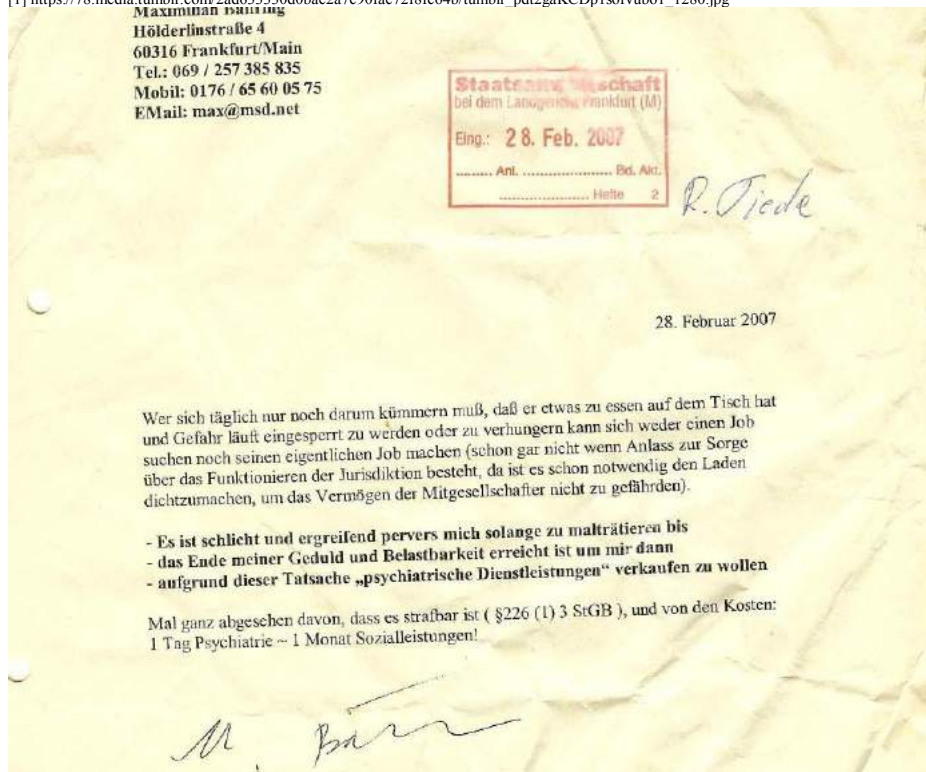 Maximilian
Hölderlinstraße 4
60316 Frankfurt/Main
Tel.: 069 / 257 385 835
Mobil: 0176 / 65 60 05 75
EMail: max@msd.net
bei dem Frankfurt (M)
Eing.: 28. Feb. 2007
......... Anl. ..................... Bd. Akt.
..................... Hefte 2
R. Tiede
28. Februar 2007
Wer sich täglich nur noch darum kümmern muß, daß er etwas zu essen auf dem Tisch hat
und Gefahr läuft eingesperrt zu werden oder zu verhungern kann sich weder einen Job
suchen noch seinen eigentlichen Job machen (schon gar nicht wenn Anlass zur Sorge
über das Funktionieren der Jurisdiktion besteht, da ist es schon notwendig den Laden
dichtzumachen, um das Vermögen der Mitgesellschafter nicht zu gefährden).
- Es ist schlicht und ergreifend pervers mich solange zu malträtieren bis
- das Ende meiner Geduld und Belastbarkeit erreicht ist um mir dann
- aufgrund dieser Tatsache „psychiatrische Dienstleistungen“ verkaufen zu wollen
Mal ganz abgesehen davon, dass es strafbar ist ( §226 (1) 3 StGB ), und von den Kosten:
1 Tag Psychiatrie ~ 1 Monat Sozialleistungen!
M.